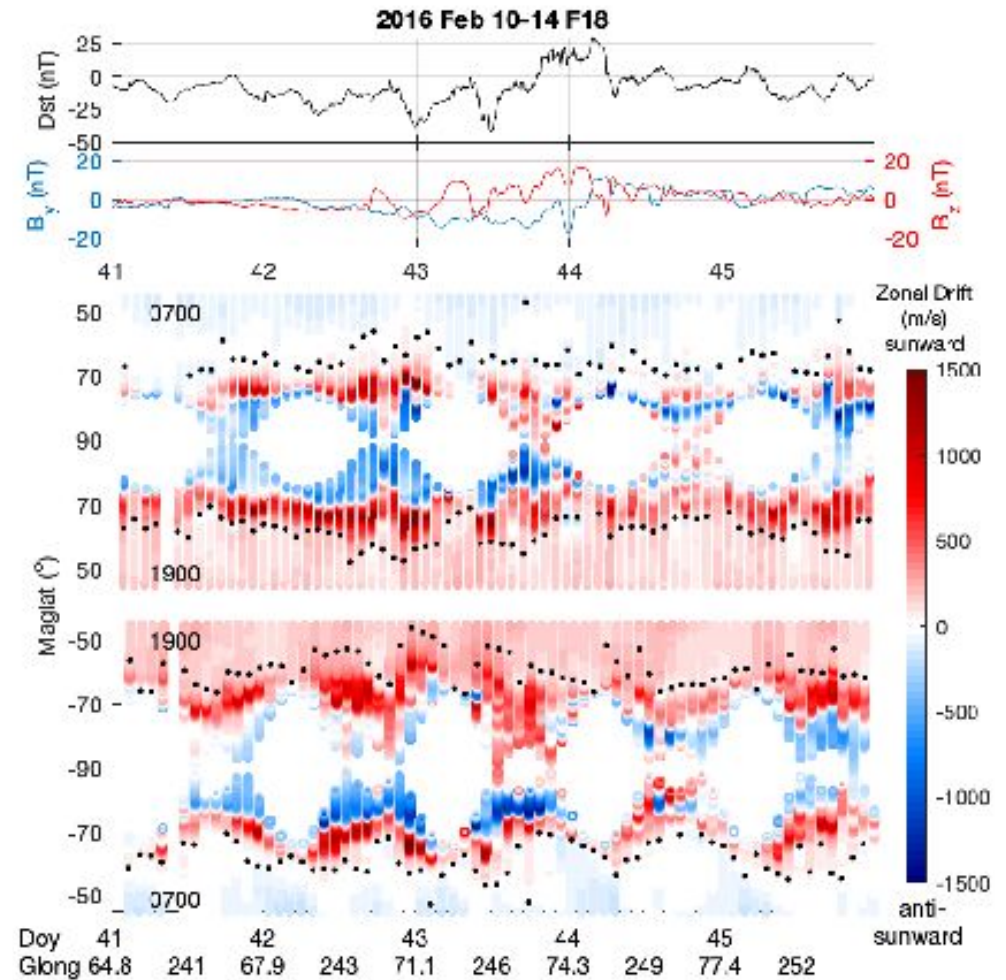 2016 Feb 10-14 F18
25
0
-25
-50
Dst (nT)
20
0
-20
By (nT)
20
0
-20
Bz (nT)
41 42 43 44 45
Zonal Drift
(m/s)
sunward
50
70
90
70
50
0700
1900
Maglat (°)
-50
-70
-90
-70
-50
1900
0700
1500
1000
500
0
-500
-1000
-1500
anti-
sunward
Doy 41 42 43 44 45
Glong 64.8 241 67.9 243 71.1 246 74.3 249 77.4 252